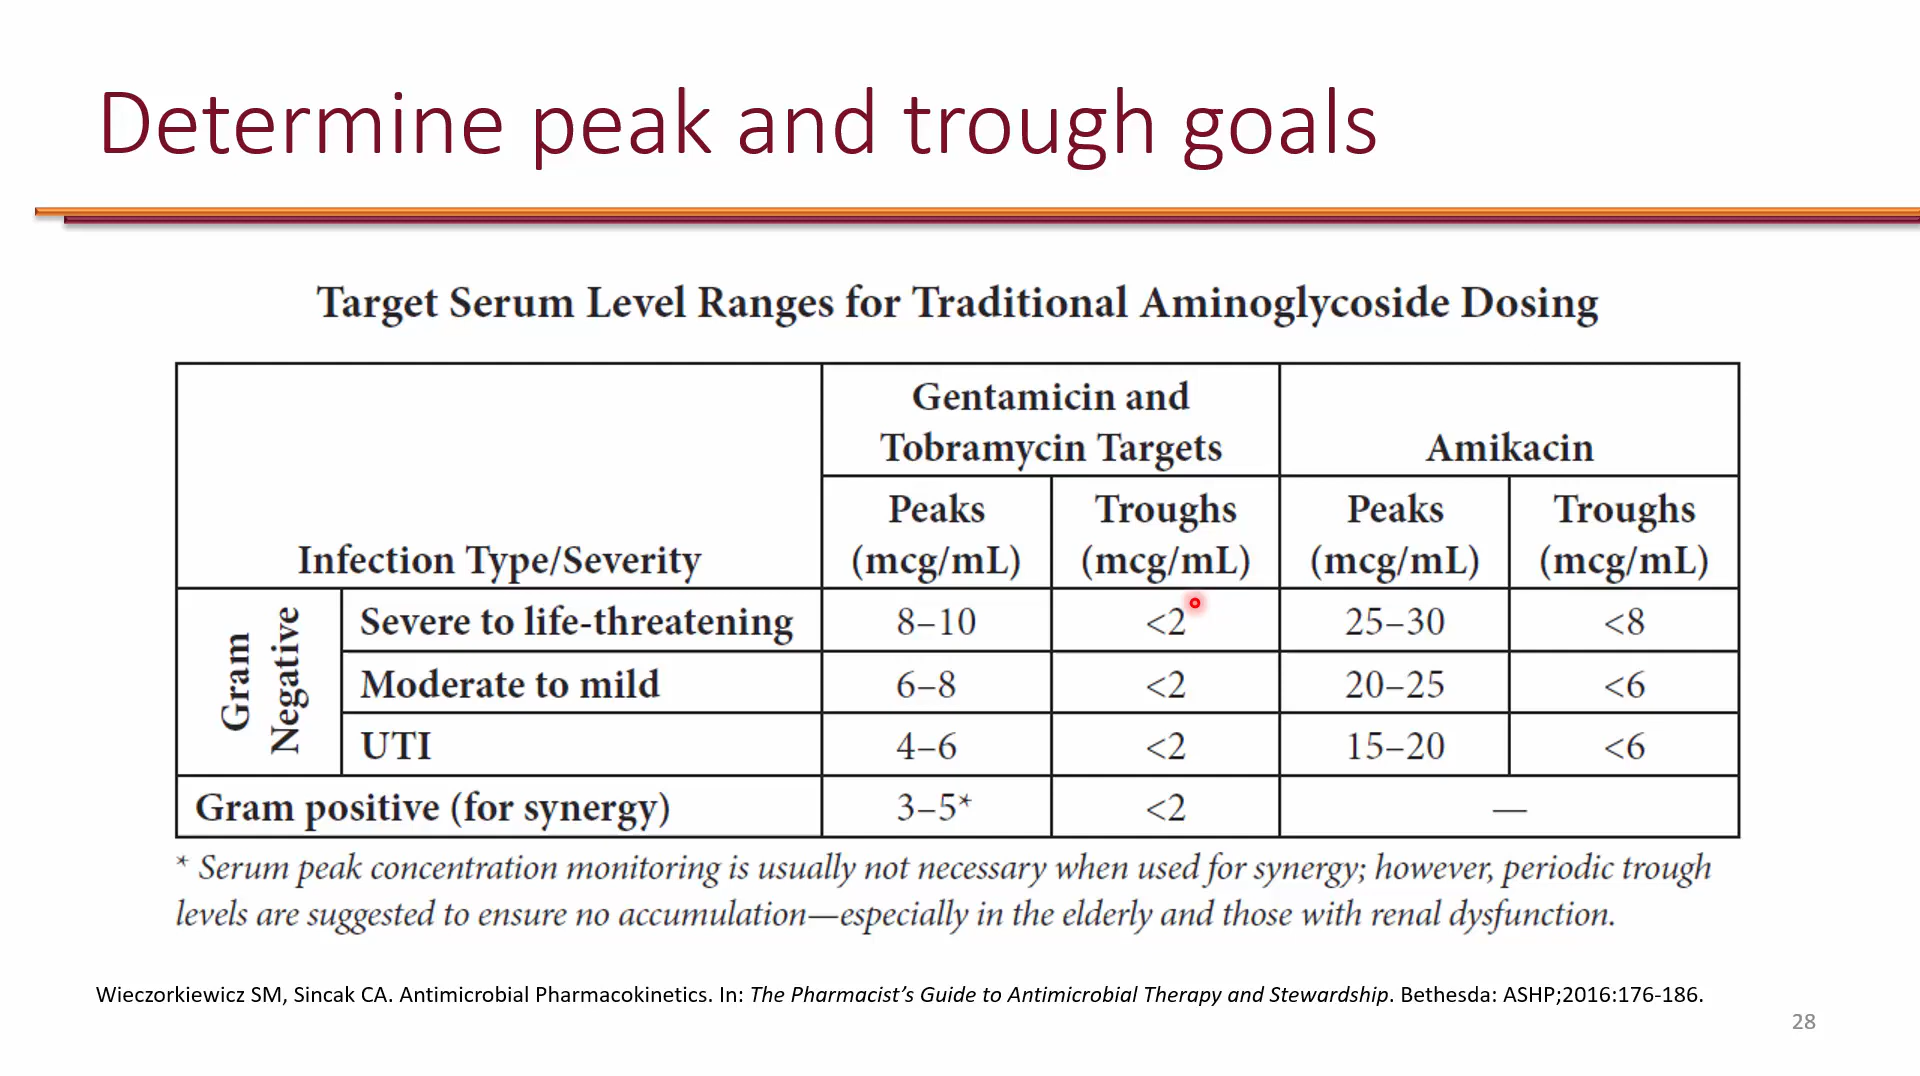 Determine peak and trough goals
Target Serum Level Ranges for Traditional Aminoglycoside Dosing
Gentamicin and
Tobramycin Targets
Amikacin
Infection Type/Severity
Peaks
(mcg/mL)
Troughs
(mcg/mL)
Peaks
(mcg/mL)
Troughs
(mcg/mL)
Gram
Negative
Severe to life-threatening 8–10 <2 25–30 <8
Moderate to mild 6–8 <2 20–25 <6
UTI 4–6 <2 15–20 <6
Gram positive (for synergy) 3–5* <2 —
* Serum peak concentration monitoring is usually not necessary when used for synergy; however, periodic trough
levels are suggested to ensure no accumulation—especially in the elderly and those with renal dysfunction.
Wieczorkiewicz SM, Sincak CA. Antimicrobial Pharmacokinetics. In: The Pharmacist’s Guide to Antimicrobial Therapy and Stewardship. Bethesda: ASHP;2016:176-186.
28